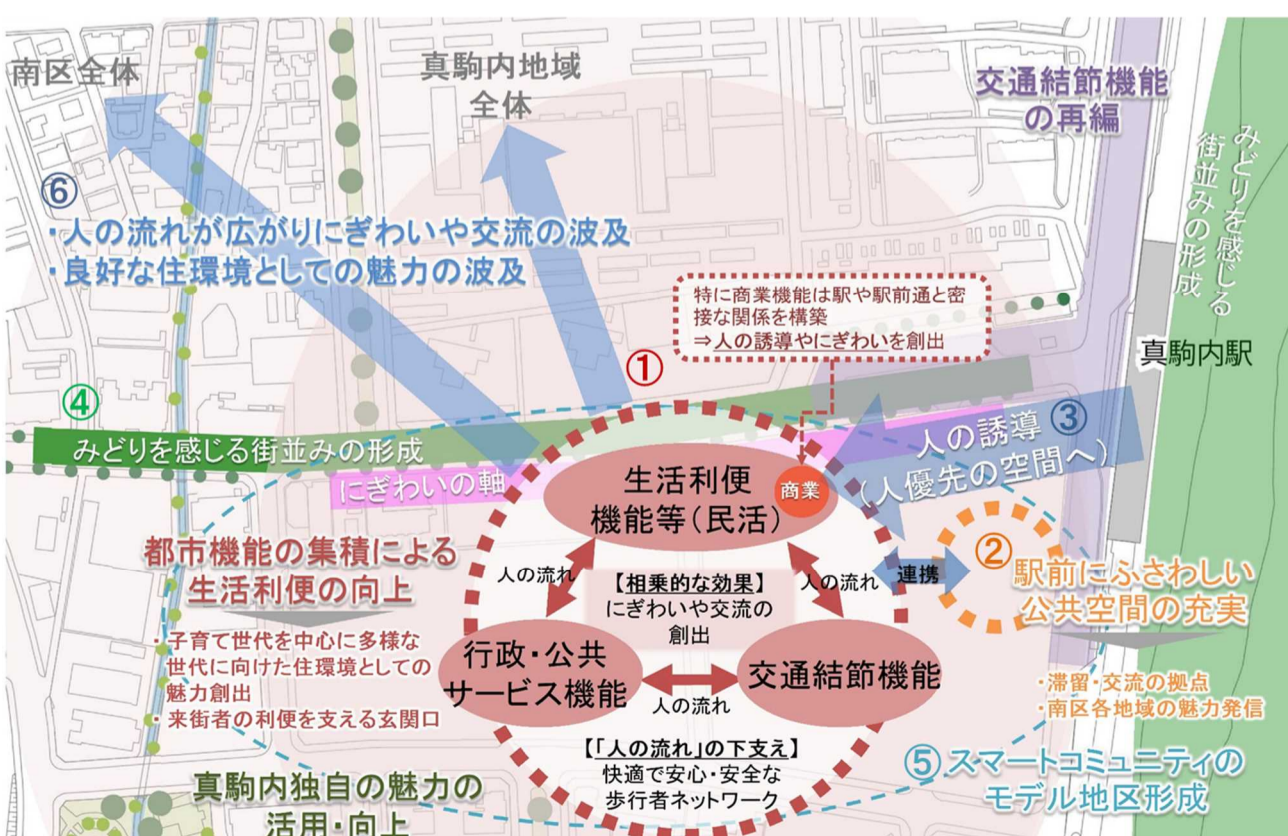 南区全体
真駒内地域
全体
交通結節機能
の再編
みどりを感じる
街並みの形成
⑥
・人の流れが広がりにぎわいや交流の波及
・良好な住環境としての魅力の波及
特に商業機能は駅や駅前通と密
接な関係を構築
⇒人の誘導やにぎわいを創出
真駒内駅
①
④
みどりを感じる街並みの形成
にぎわいの軸
人の誘導
③
(人優先の空間へ)
生活利便
機能等(民活)
商業
都市機能の集積による
生活利便の向上
・子育て世代を中心に多様な
世代に向けた住環境としての
魅力創出
・来街者の利便を支える玄関口
人の流れ
【相乗的な効果】
にぎわいや交流の
創出
人の流れ
連携
②
駅前にふさわしい
公共空間の充実
・滞留・交流の拠点
・南区各地域の魅力発信
行政・公共
サービス機能
人の流れ
交通結節機能
【「人の流れ」の下支え】
快適で安心・安全な
歩行者ネットワーク
⑤スマートコミュニティの
モデル地区形成
真駒内独自の魅力の
活用・向上